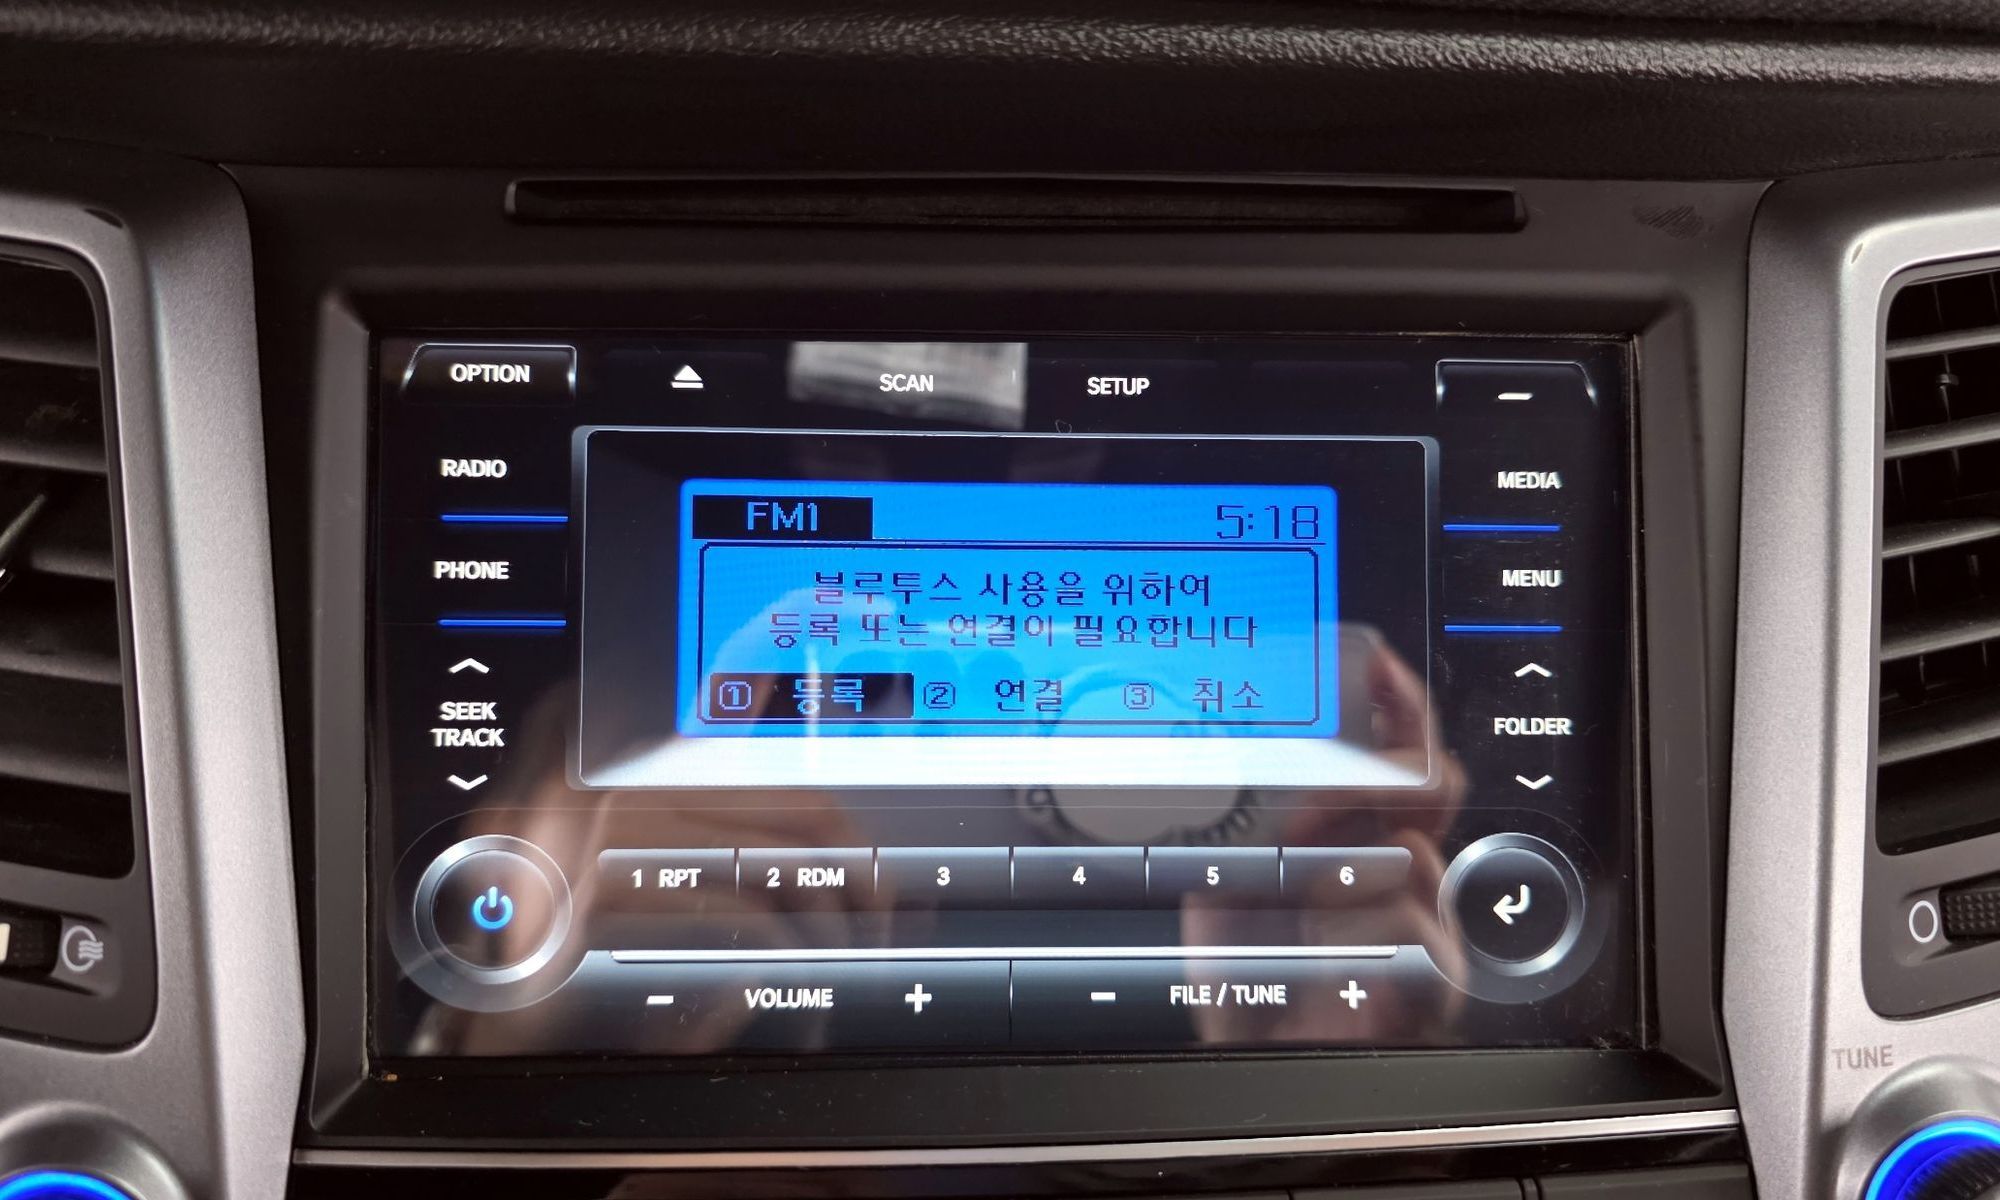 OPTION
SCAN
SETUP
RADIO
MEDIA
FM1 5:18
PHONE
MENU
블루투스 사용을 위하여
등록 또는 연결이 필요합니다
① 등록 ② 연결 ③ 취소
SEEK
TRACK
FOLDER
1 RPT 2 RDM 3 4 5 6
VOLUME
FILE / TUNE
TUNE